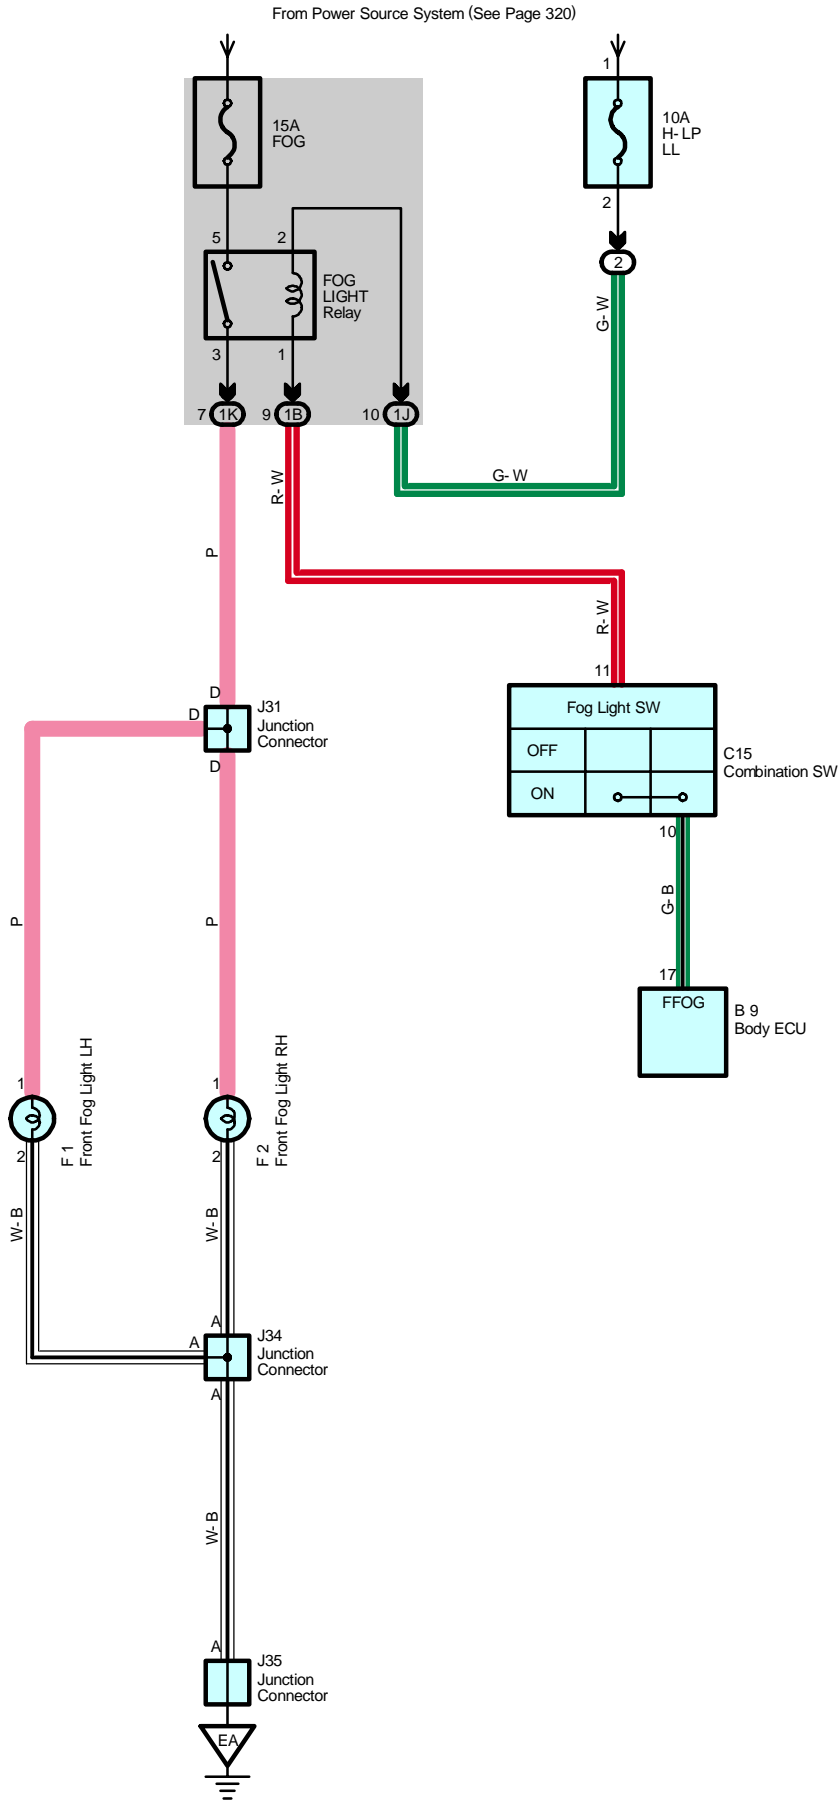 From Power Source System (See Page 320)
1
15A
FOG
10A
H-LP
LL
2
5
2
2
FOG
LIGHT
Relay
G-W
3
1
7
1K
9
1B
10
1J
G-W
R-W
P
R-W
11
D
J31
Junction
Connector
D
D
Fog Light SW
OFF
ON
C15
Combination SW
10
G-B
P
P
17
FFOG
B 9
Body ECU
1
F 1
Front Fog Light LH
2
1
F 2
Front Fog Light RH
2
W-B
W-B
A
J34
Junction
Connector
A
A
W-B
A
J35
Junction
Connector
EA